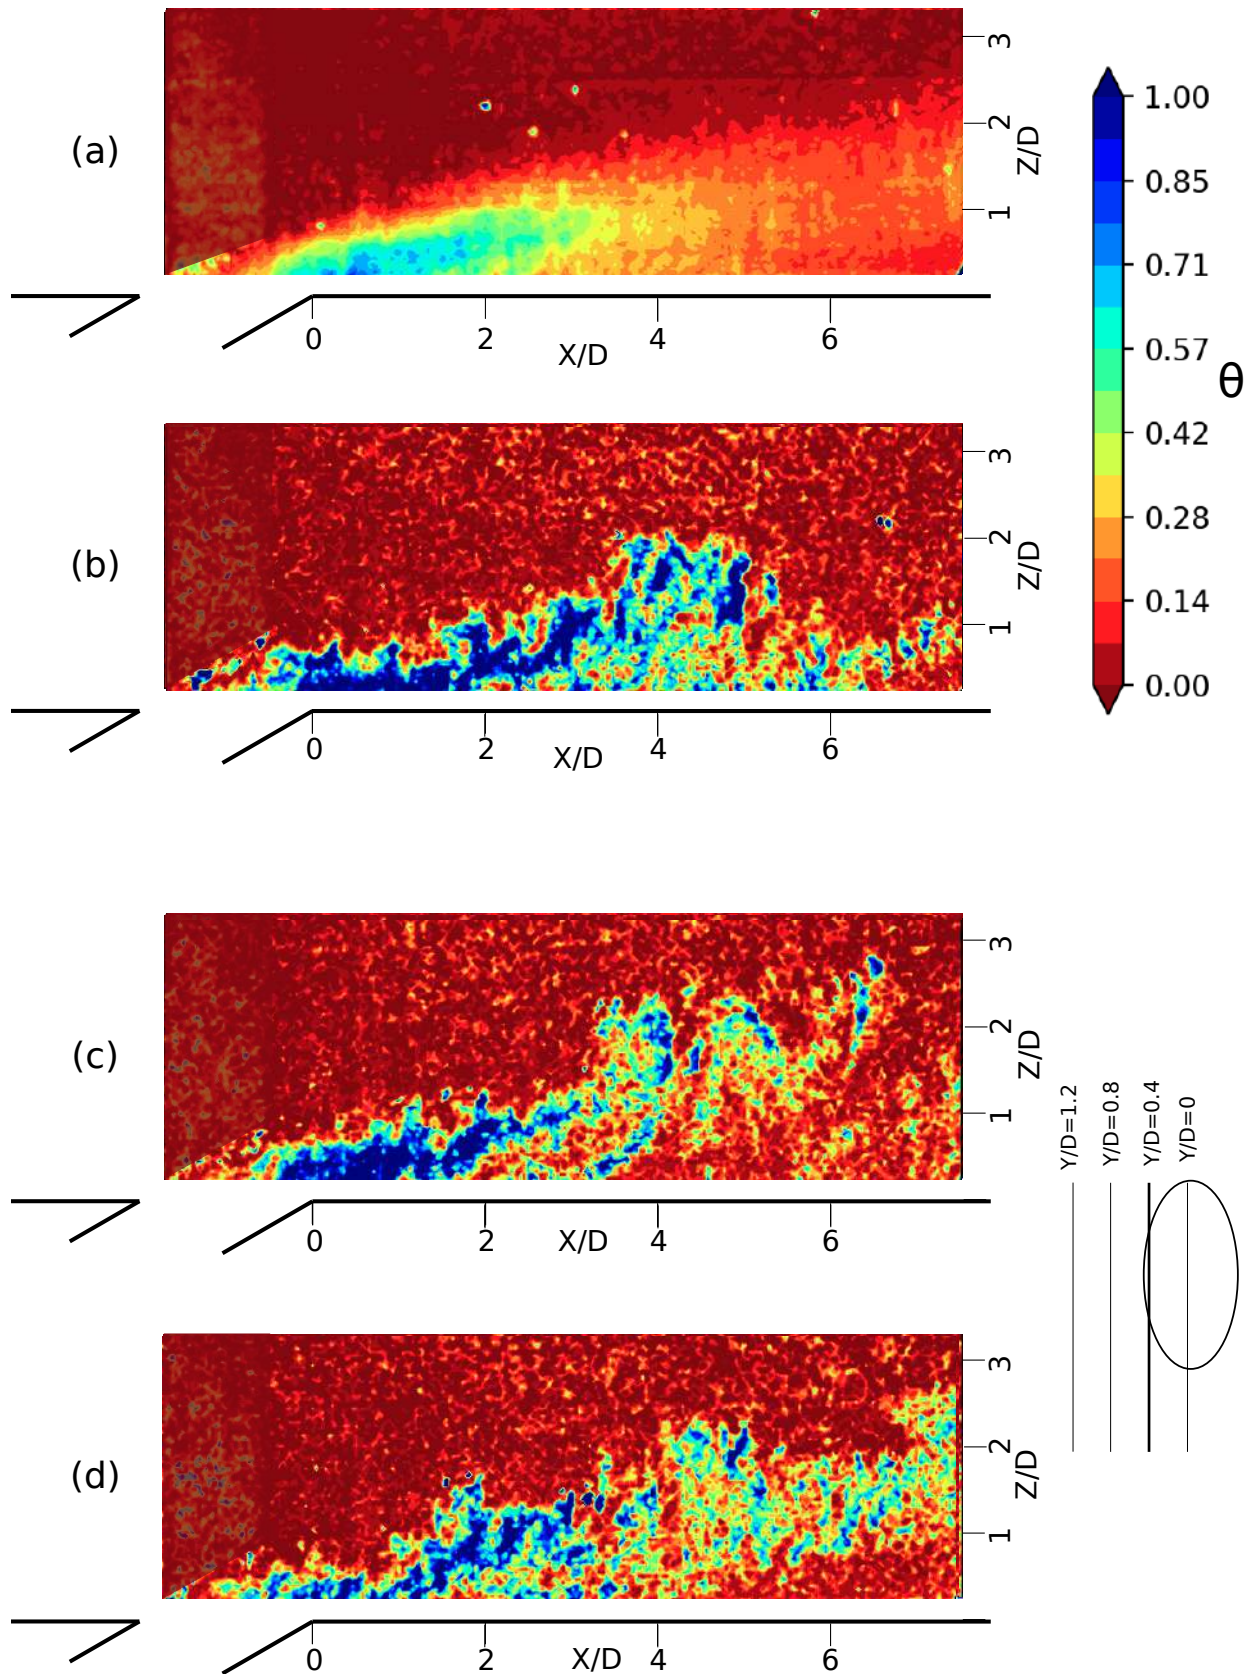 (a)
3
2
1
Z/D
0 2 4 6
X/D
1.00
0.85
0.71
0.57
0.42
0.28
0.14
0.00
θ
(b)
3
2
1
Z/D
0 2 4 6
X/D
(c)
3
2
1
Z/D
0 2 4 6
X/D
Y/D=1.2
Y/D=0.8
Y/D=0.4
Y/D=0
(d)
3
2
1
Z/D
0 2 4 6
X/D